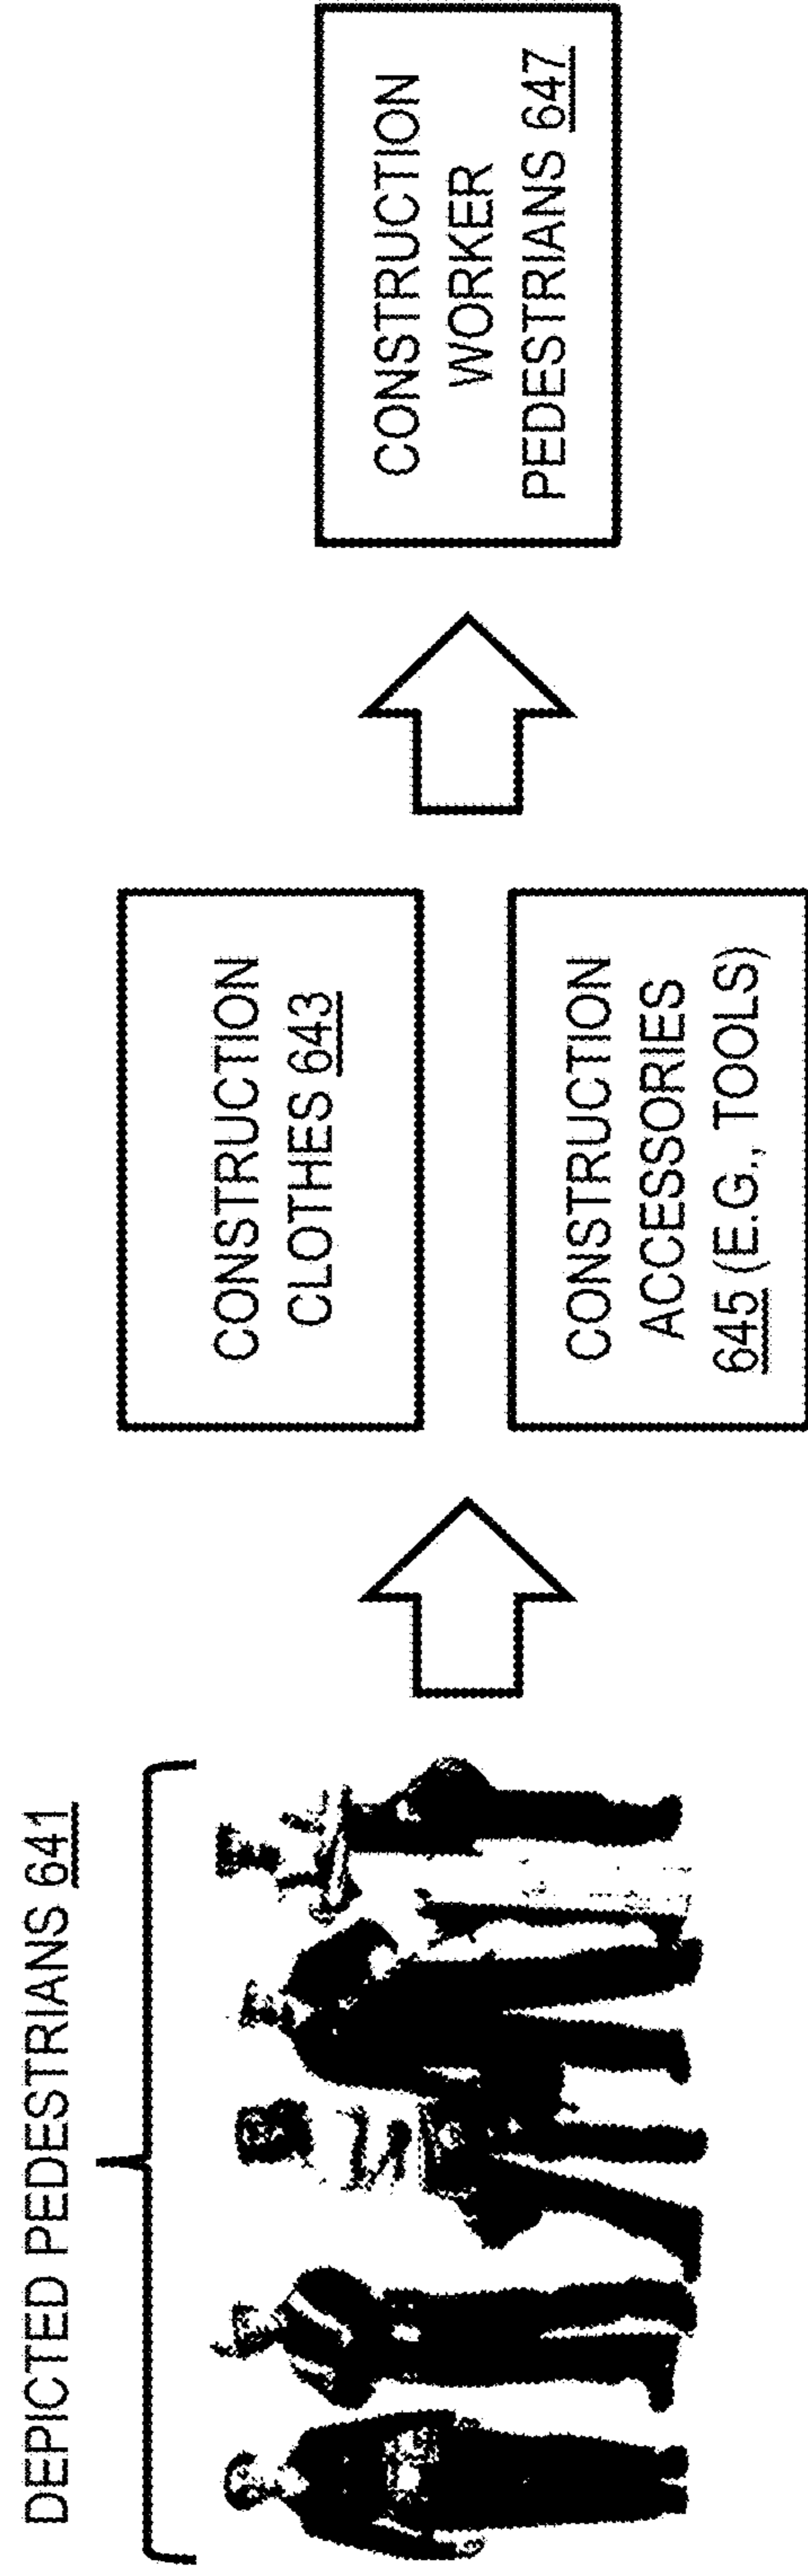 DEPICTED PEDESTRIANS 641
CONSTRUCTION
CLOTHES 643
CONSTRUCTION
ACCESSORIES
645 (E.G., TOOLS)
CONSTRUCTION
WORKER
PEDESTRIANS 647